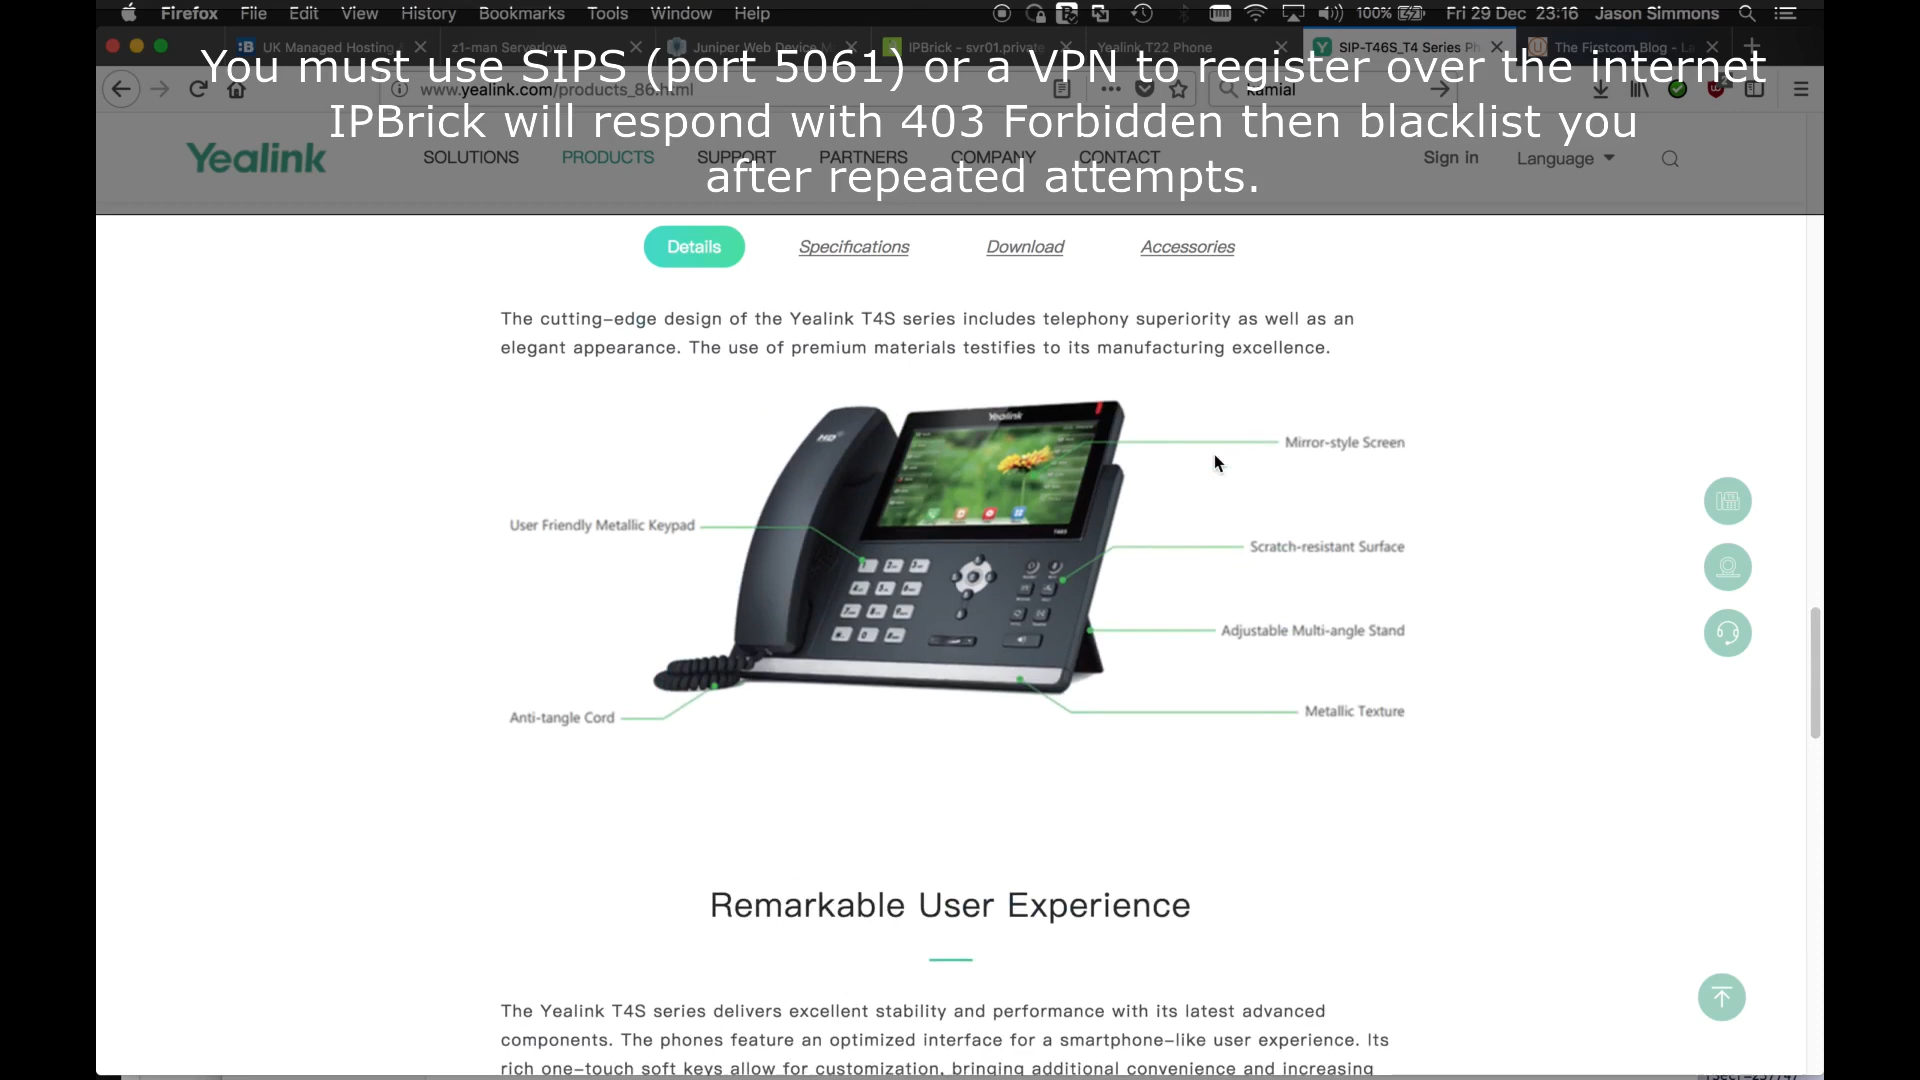 Firefox File Edit View History Bookmarks Tools Window Help 100% Fri 29 Dec 23:16 Jason Simmons
UK Managed Hosting z1-man Serverlove Juniper Web Device M IPBrick - svr01.private Yealink T22 Phone SIP-T46S_T4 Series Ph The Firstcom Blog - La
You must use SIPS (port 5061) or a VPN to register over the internet
www.yealink.com/products_86.html kamial
IPBrick will respond with 403 Forbidden then blacklist you
Yealink SOLUTIONS PRODUCTS SUPPORT PARTNERS COMPANY CONTACT Sign in Language
after repeated attempts.
Details Specifications Download Accessories
The cutting-edge design of the Yealink T4S series includes telephony superiority as well as an
elegant appearance. The use of premium materials testifies to its manufacturing excellence.
Yealink
HD
Mirror-style Screen
User Friendly Metallic Keypad
Scratch-resistant Surface
Adjustable Multi-angle Stand
Metallic Texture
Anti-tangle Cord
Remarkable User Experience
The Yealink T4S series delivers excellent stability and performance with its latest advanced
components. The phones feature an optimized interface for a smartphone-like user experience. Its
rich one-touch soft keys allow for customization, bringing additional convenience and increasing